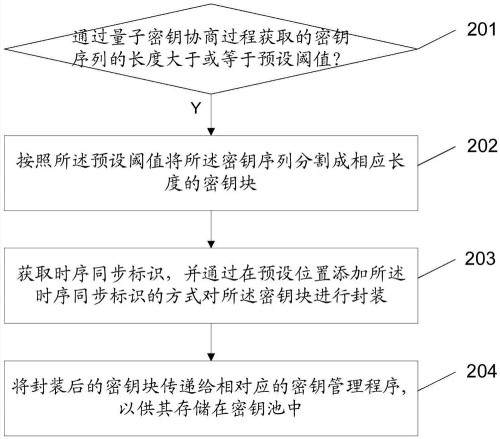 通过量子密钥协商过程获取的密钥
序列的长度大于或等于预设阈值？
201
Y
按照所述预设阈值将所述密钥序列分割成相应长
度的密钥块
202
获取时序同步标识，并通过在预设位置添加所述
时序同步标识的方式对所述密钥块进行封装
203
将封装后的密钥块传递给相对应的密钥管理程序，
以供其存储在密钥池中
204